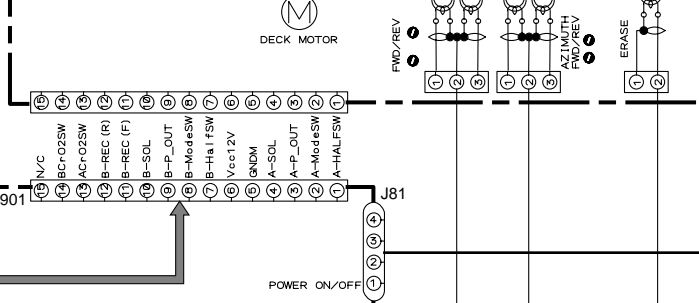 DECK MOTOR
FWD/REV
AZIMUTH
FWD/REV
ERASE
1 2 3
1 2 3
1 2
15 14 13 12 11 10 9 8 7 6 5 4 3 2 1
N/C
BCrO2SW
ACrO2SW
B-REC(R)
B-REC(F)
B-SOL
B-P_OUT
B-ModeSW
B-HalfSW
Vcc12V
GNDM
A-SOL
A-P_OUT
A-ModeSW
A-HALFSW
901
15 14 13 12 11 10 9 8 7 6 5 4 3 2 1
J81
4
3
2
POWER ON/OFF 1
M